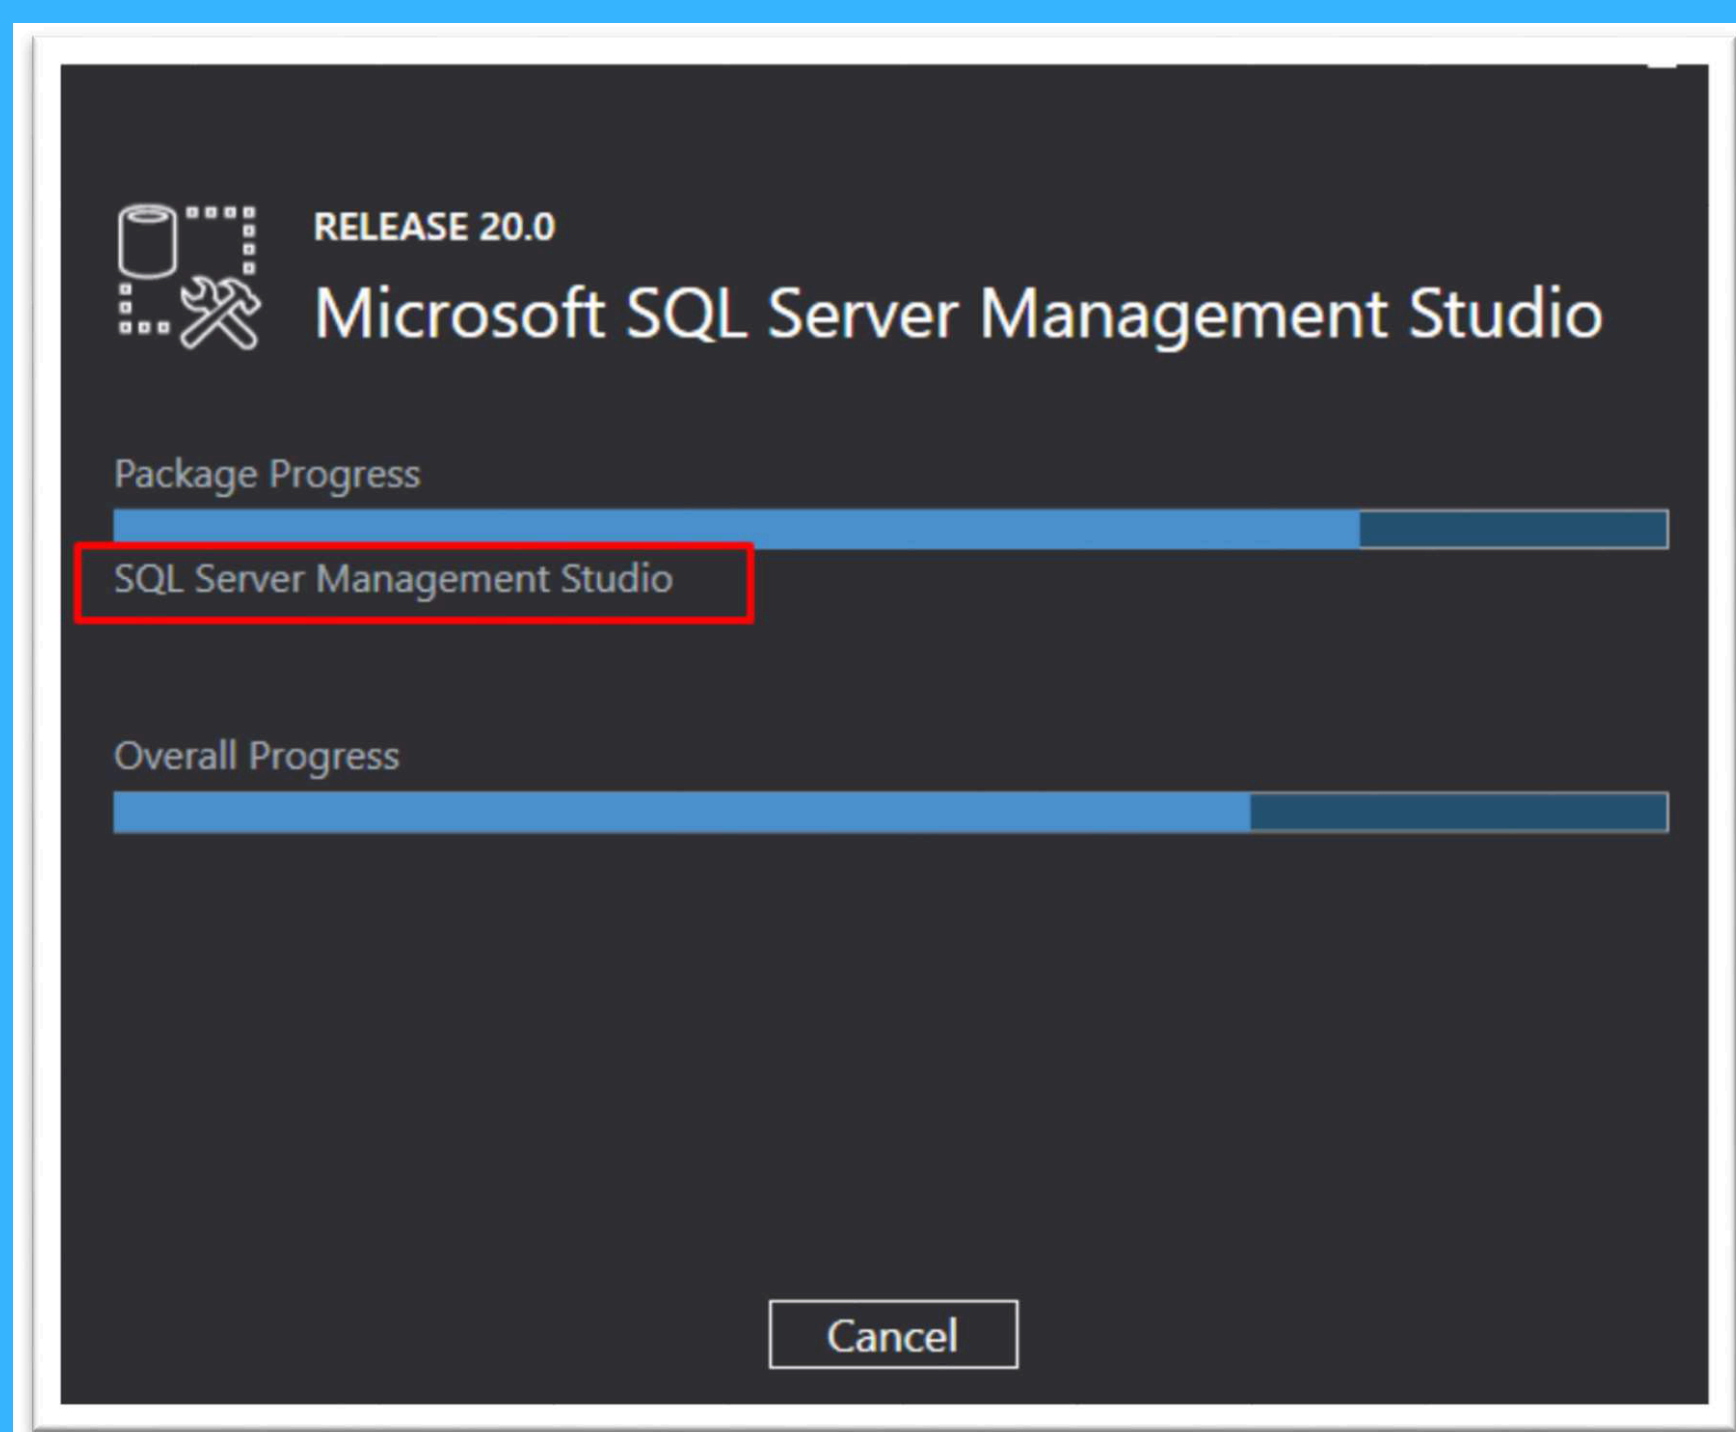 RELEASE 20.0
Microsoft SQL Server Management Studio
Package Progress
SQL Server Management Studio
Overall Progress
Cancel